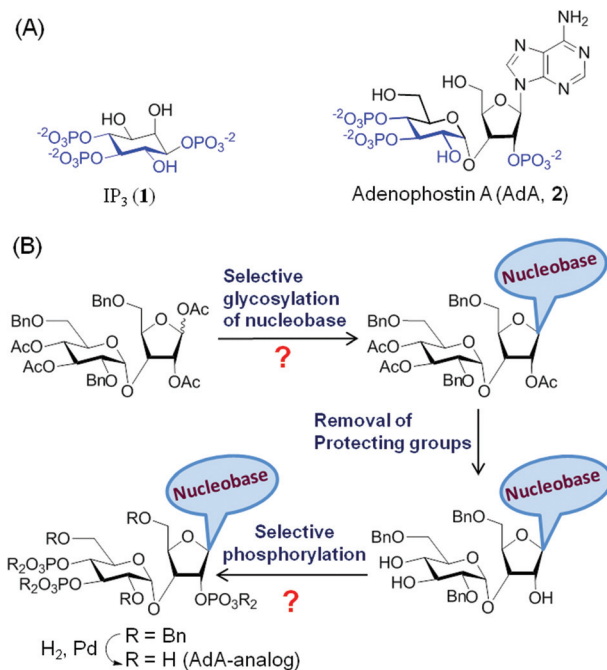 (A)
NH2
N
N
N
N
HO
HO
O
O
-2O3PO
-2O3PO
HO
O
OPO3-2
OH
HO
-2O3PO
-2O3PO
OPO3-2
HO
IP3 (1)
Adenophostin A (AdA, 2)
(B)
Nucleobase
Selective
glycosylation
of nucleobase
?
BnO
BnO
O
OAc
O
AcO
AcO
BnO
O
OAc
BnO
BnO
O
O
AcO
AcO
BnO
O
OAc
Removal of
Protecting groups
Nucleobase
Nucleobase
Selective
phosphorylation
?
RO
RO
O
O
R2O3PO
R2O3PO
RO
O
OPO3R2
BnO
BnO
O
O
HO
HO
BnO
O
OH
H2, Pd
R = Bn
R = H (AdA-analog)